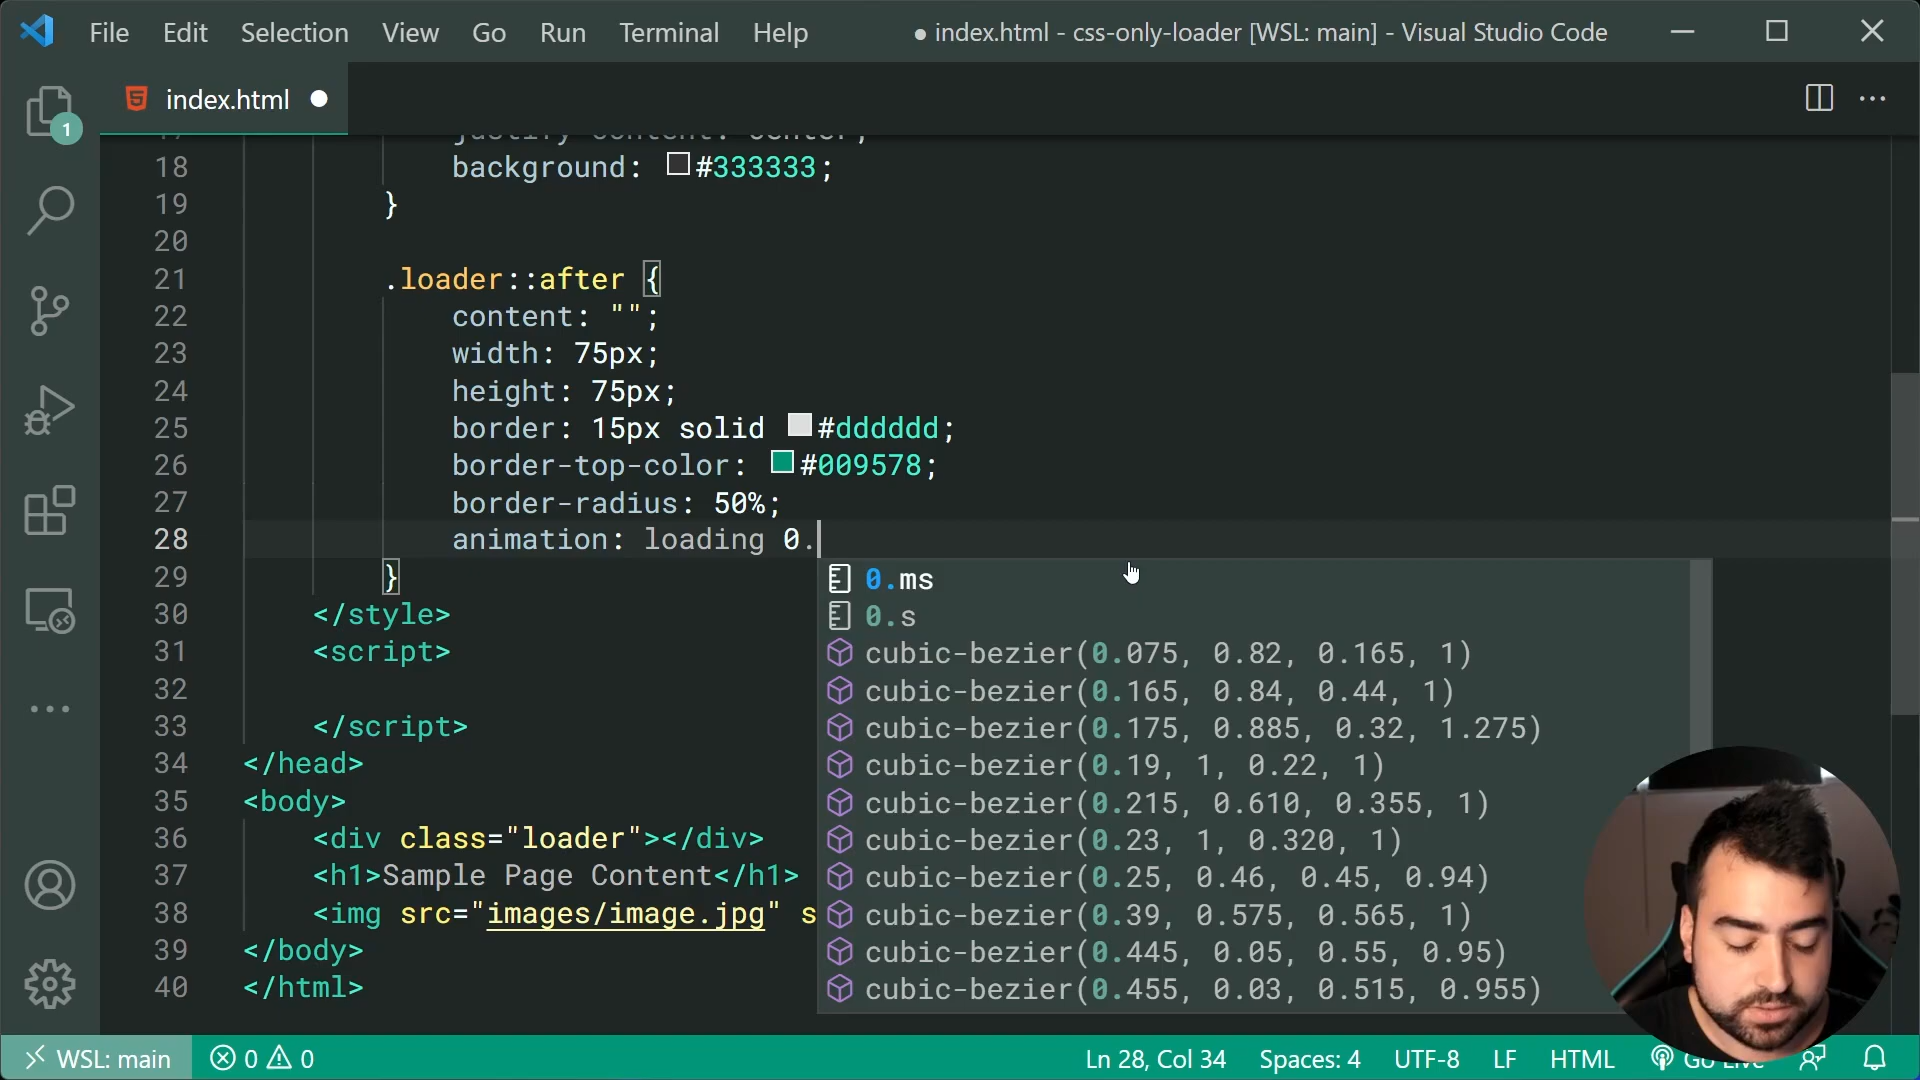 File Edit Selection View Go Run Terminal Help ● index.html - css-only-loader [WSL: main] - Visual Studio Code
index.html
1
17 justify-content: center;
18 background: #333333;
19 }
20
21 .loader::after {
22 content: "";
23 width: 75px;
24 height: 75px;
25 border: 15px solid #dddddd;
26 border-top-color: #009578;
27 border-radius: 50%;
28 animation: loading 0.
29 }
30 </style>
31 <script>
32
33 </script>
34 </head>
35 <body>
36 <div class="loader"></div>
37 <h1>Sample Page Content</h1>
38 <img src="images/image.jpg" s
39 </body>
40 </html>
0.ms
0.s
cubic-bezier(0.075, 0.82, 0.165, 1)
cubic-bezier(0.165, 0.84, 0.44, 1)
cubic-bezier(0.175, 0.885, 0.32, 1.275)
cubic-bezier(0.19, 1, 0.22, 1)
cubic-bezier(0.215, 0.610, 0.355, 1)
cubic-bezier(0.23, 1, 0.320, 1)
cubic-bezier(0.25, 0.46, 0.45, 0.94)
cubic-bezier(0.39, 0.575, 0.565, 1)
cubic-bezier(0.445, 0.05, 0.55, 0.95)
cubic-bezier(0.455, 0.03, 0.515, 0.955)
WSL: main 0 0 Ln 28, Col 34 Spaces: 4 UTF-8 LF HTML Go Live